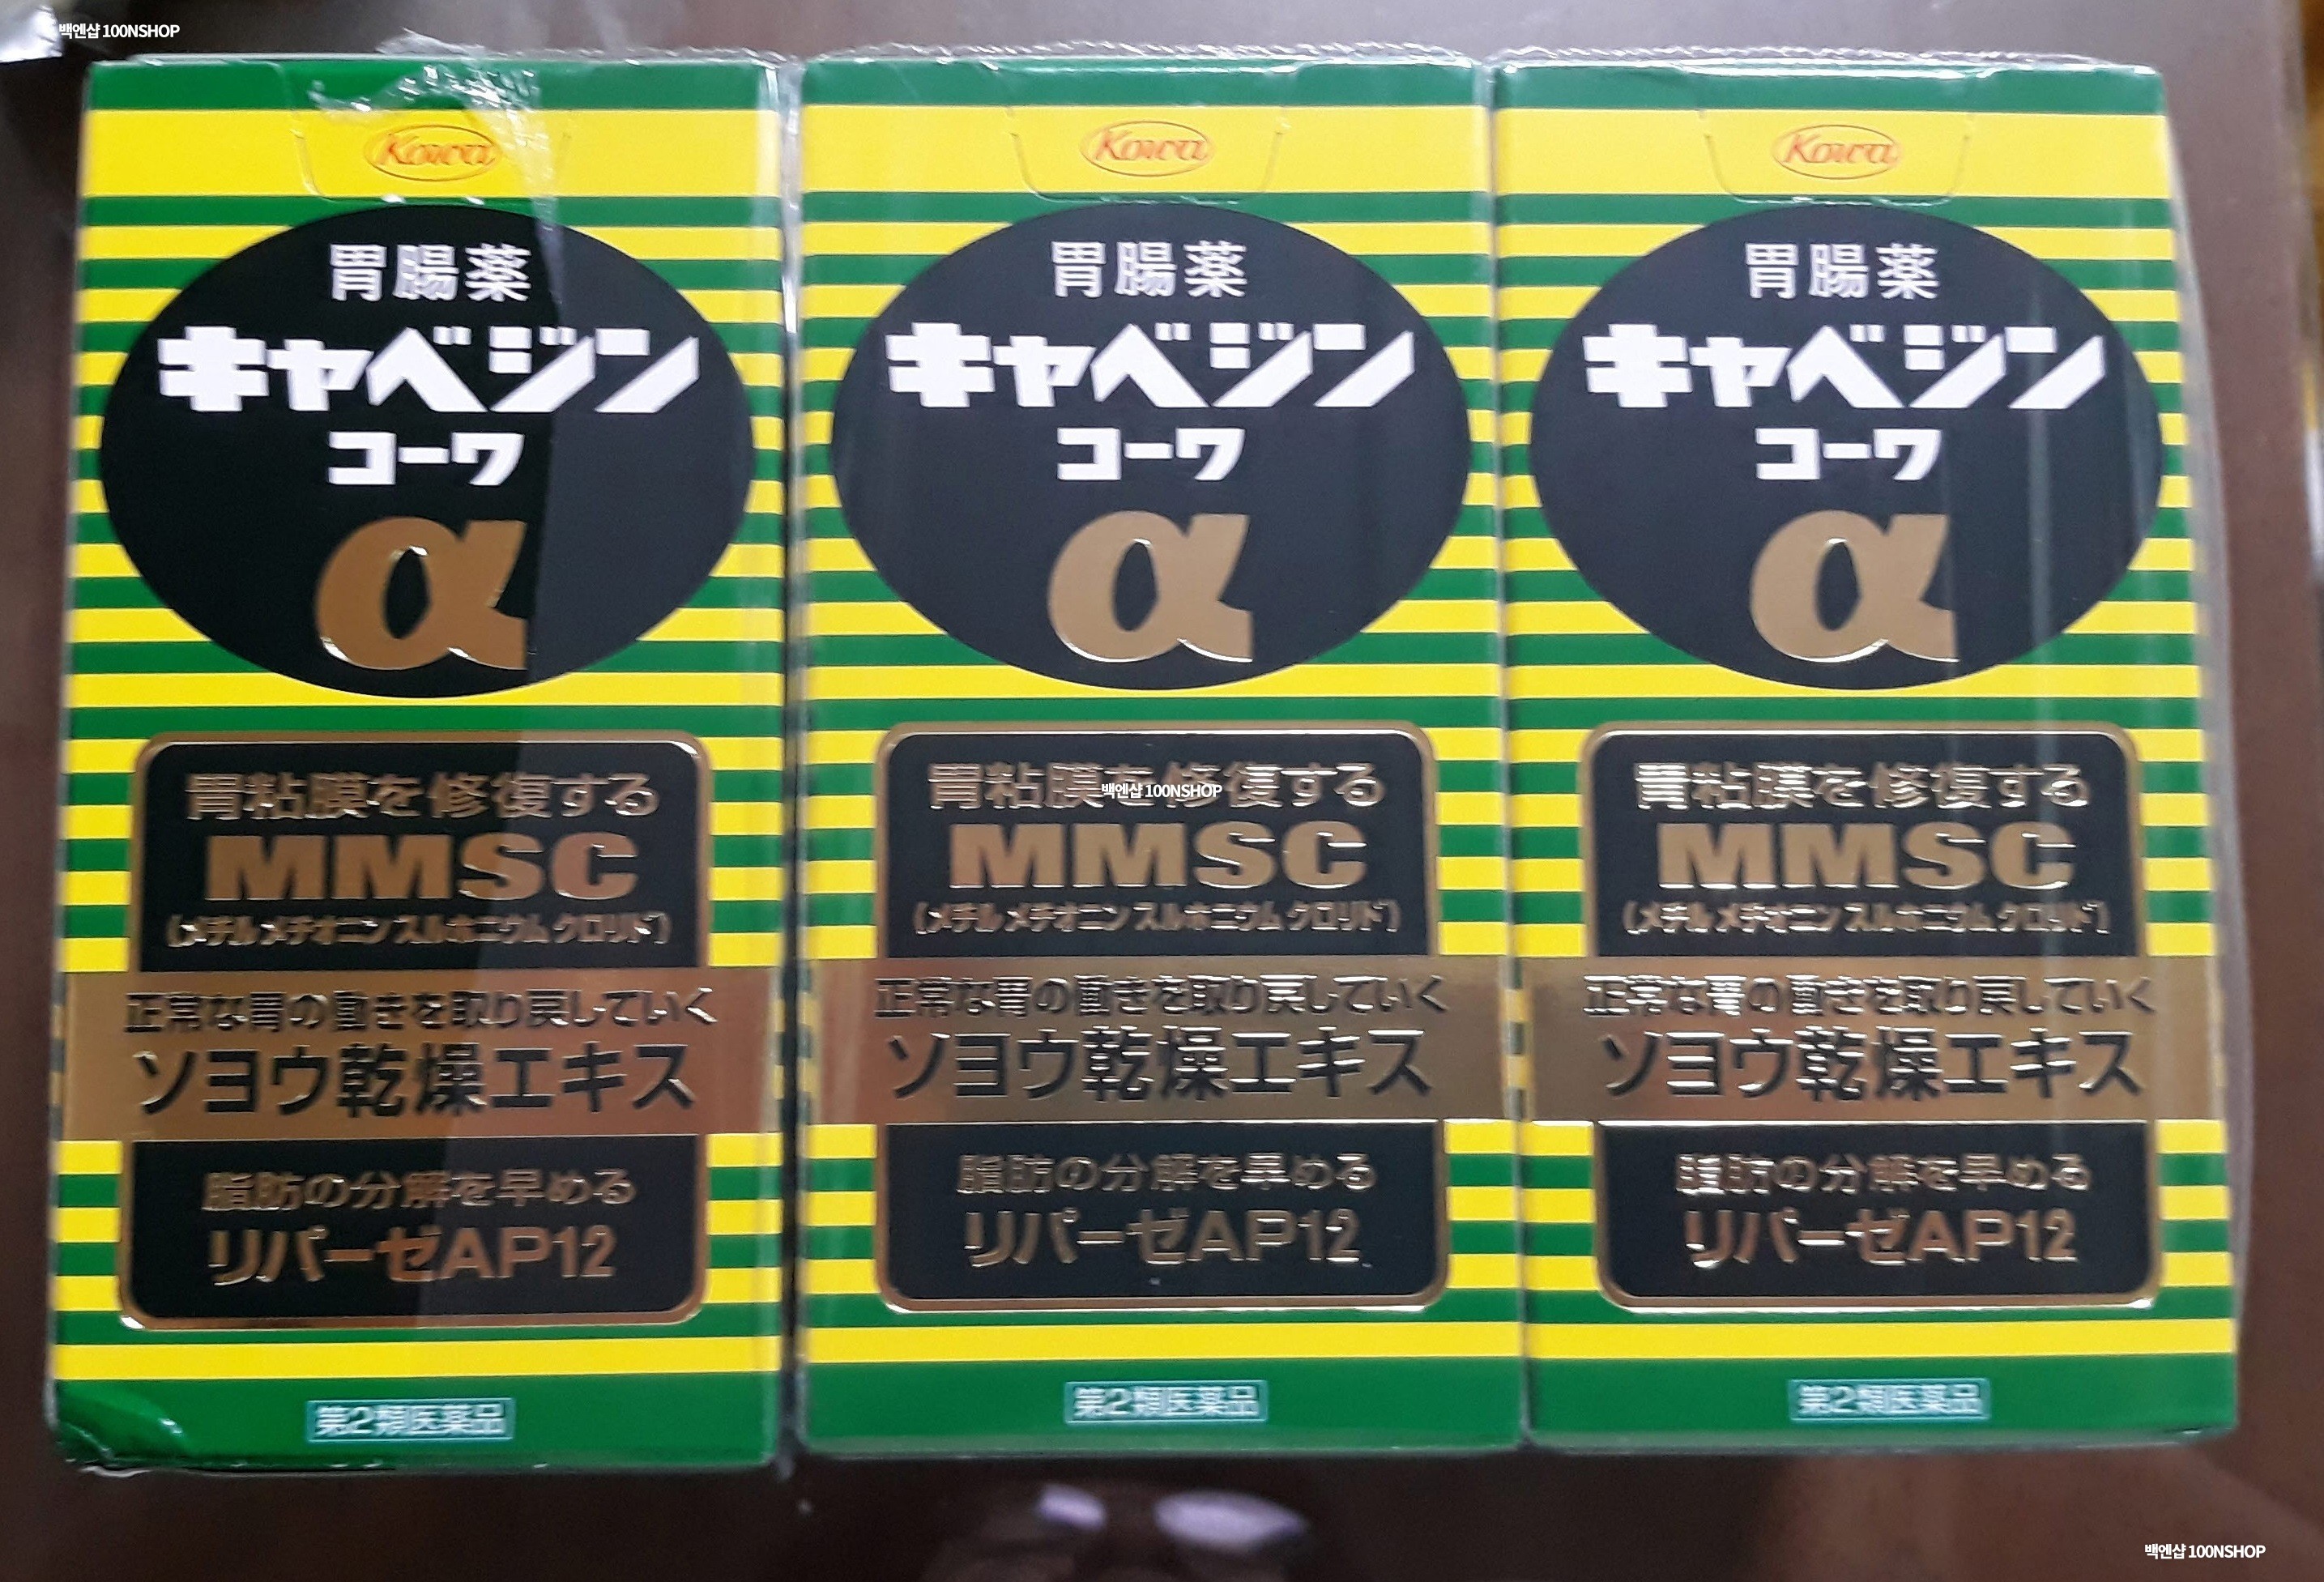 백엔샵 100NSHOP
Kowa
胃腸薬
キャベジン
コーワ
α
胃粘膜を修復する
MMSC
(メチルメチオニンスルホニウムクロリド)
正常な胃の働きを取り戻していく
ソヨウ乾燥エキス
脂肪の分解を早める
リパーゼAP12
第2類医薬品
Kowa
胃腸薬
キャベジン
コーワ
α
胃粘膜を修復する
百엔샵 100NSHOP
MMSC
(メチルメチオニンスルホニウムクロリド)
正常な胃の働きを取り戻していく
ソヨウ乾燥エキス
脂肪の分解を早める
リパーゼAP12
第2類医薬品
Kowa
胃腸薬
キャベジン
コーワ
α
胃粘膜を修復する
MMSC
(メチルメチオニンスルホニウムクロリド)
正常な胃の働きを取り戻していく
ソヨウ乾燥エキス
脂肪の分解を早める
リパーゼAP12
第2類医薬品
백엔샵 100NSHOP